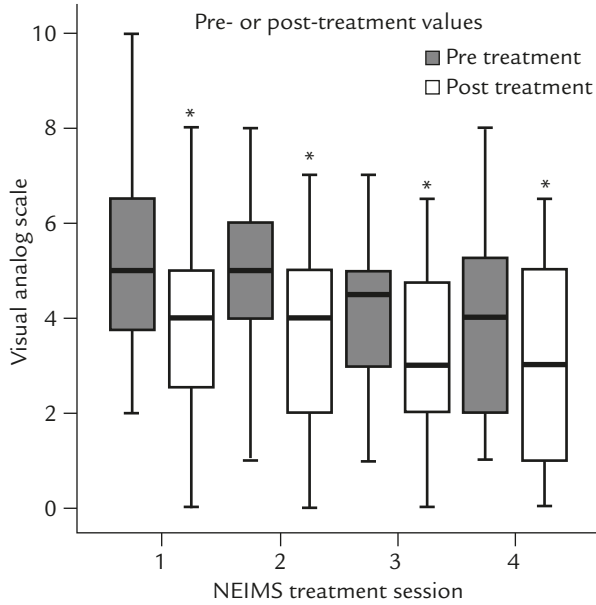 Pre- or post-treatment values
Pre treatment
Post treatment
10
8
6
4
2
0
Visual analog scale
*
*
*
*
1
2
3
4
NEIMS treatment session